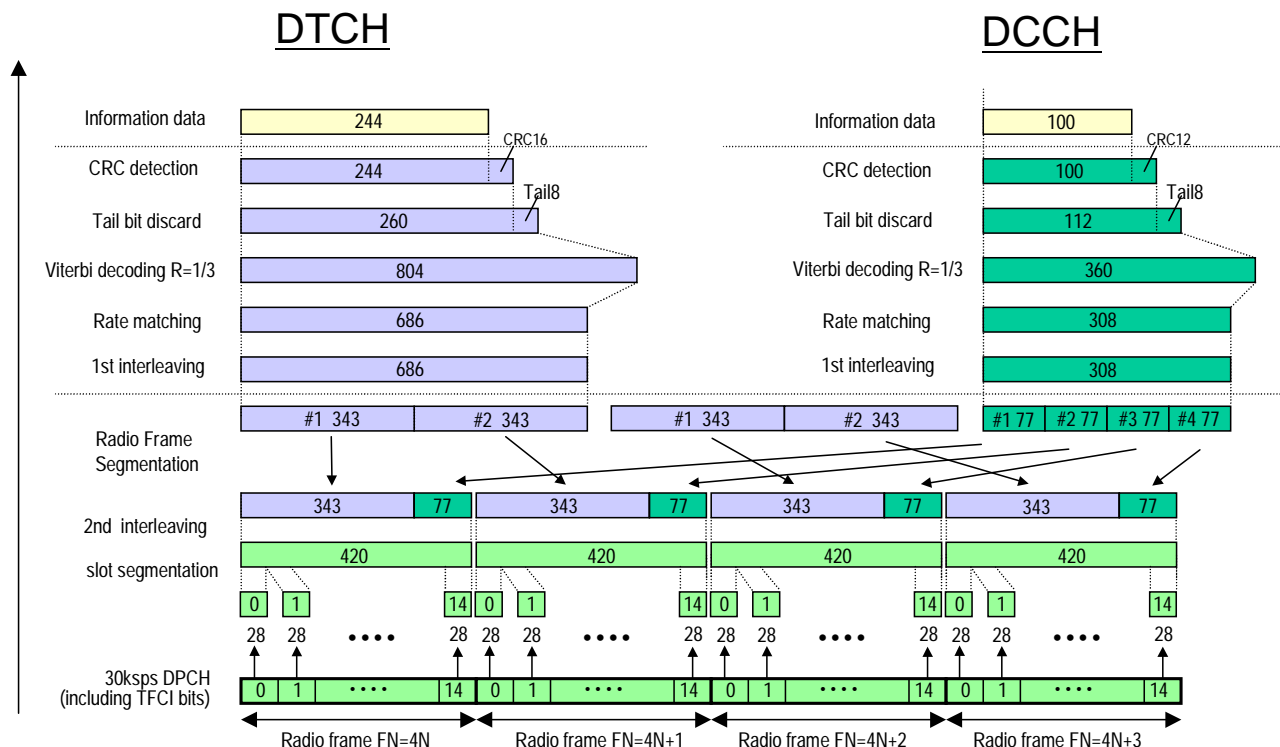 DTCH DCCH
Information data 244 Information data 100
CRC16 CRC12
CRC detection 244 CRC detection 100
Tail8 Tail8
Tail bit discard 260 Tail bit discard 112
Viterbi decoding R=1/3 804 Viterbi decoding R=1/3 360
Rate matching 686 Rate matching 308
1st interleaving 686 1st interleaving 308
#1 343 #2 343 #1 343 #2 343 #1 77 #2 77 #3 77 #4 77
Radio Frame
Segmentation
343 77 343 77 343 77 343 77
2nd interleaving
420 420 420 420
slot segmentation
0 1 14 0 1 14 0 1 14 0 1 14
28 28 •••• 28 28 28 •••• 28 28 28 •••• 28 28 28 •••• 28
30ksps DPCH
(including TFCI bits)
0 1 •••• 14 0 1 •••• 14 0 1 •••• 14 0 1 •••• 14
Radio frame FN=4N Radio frame FN=4N+1 Radio frame FN=4N+2 Radio frame FN=4N+3